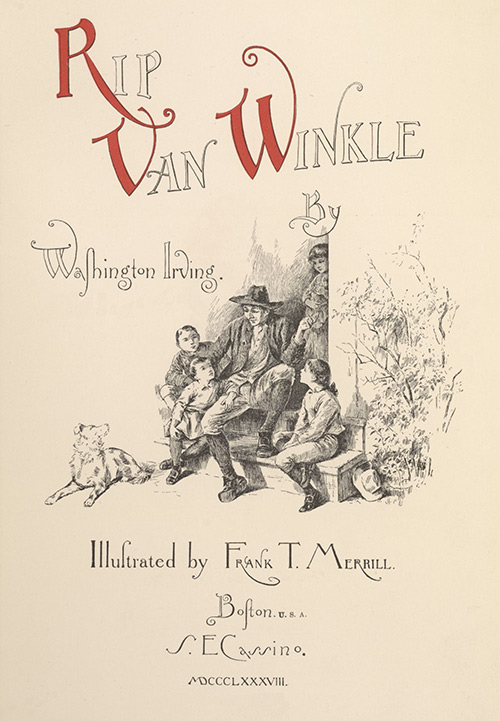 RIP
VAN WINKLE
By
Waſhington Irving.
Illuſtrated by FRANK T. MERRILL.
Boſton. U. S. A.
S. E Caſſino.
MDCCCLXXXVIII.